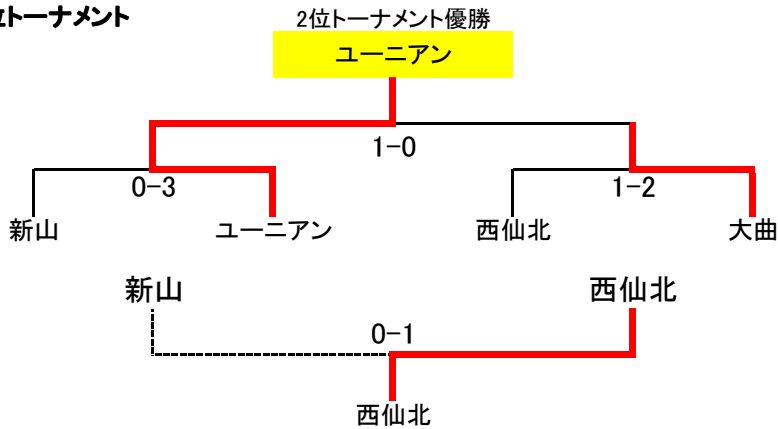 位トーナメント
2位トーナメント優勝
ユーニアン
1-0
0-3
1-2
新山
ユーニアン
西仙北
大曲
新山
西仙北
0-1
西仙北